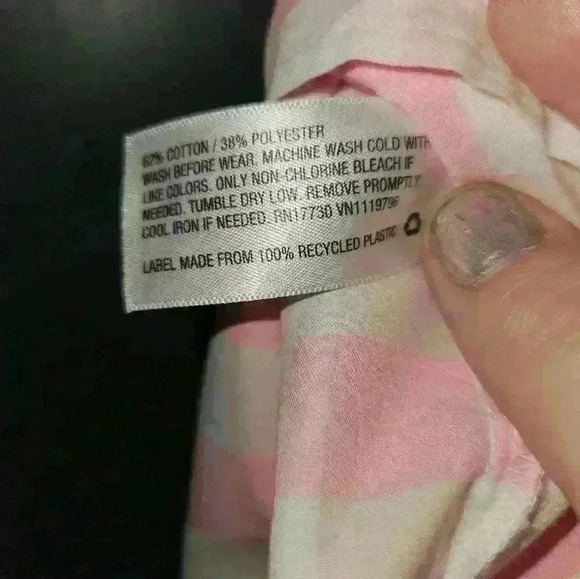 62% COTTON / 38% POLYESTER
WASH BEFORE WEAR. MACHINE WASH COLD WITH
LIKE COLORS. ONLY NON-CHLORINE BLEACH IF
NEEDED. TUMBLE DRY LOW. REMOVE PROMPTLY
COOL IRON IF NEEDED. RN17730 VN1119796
LABEL MADE FROM 100% RECYCLED PLASTIC